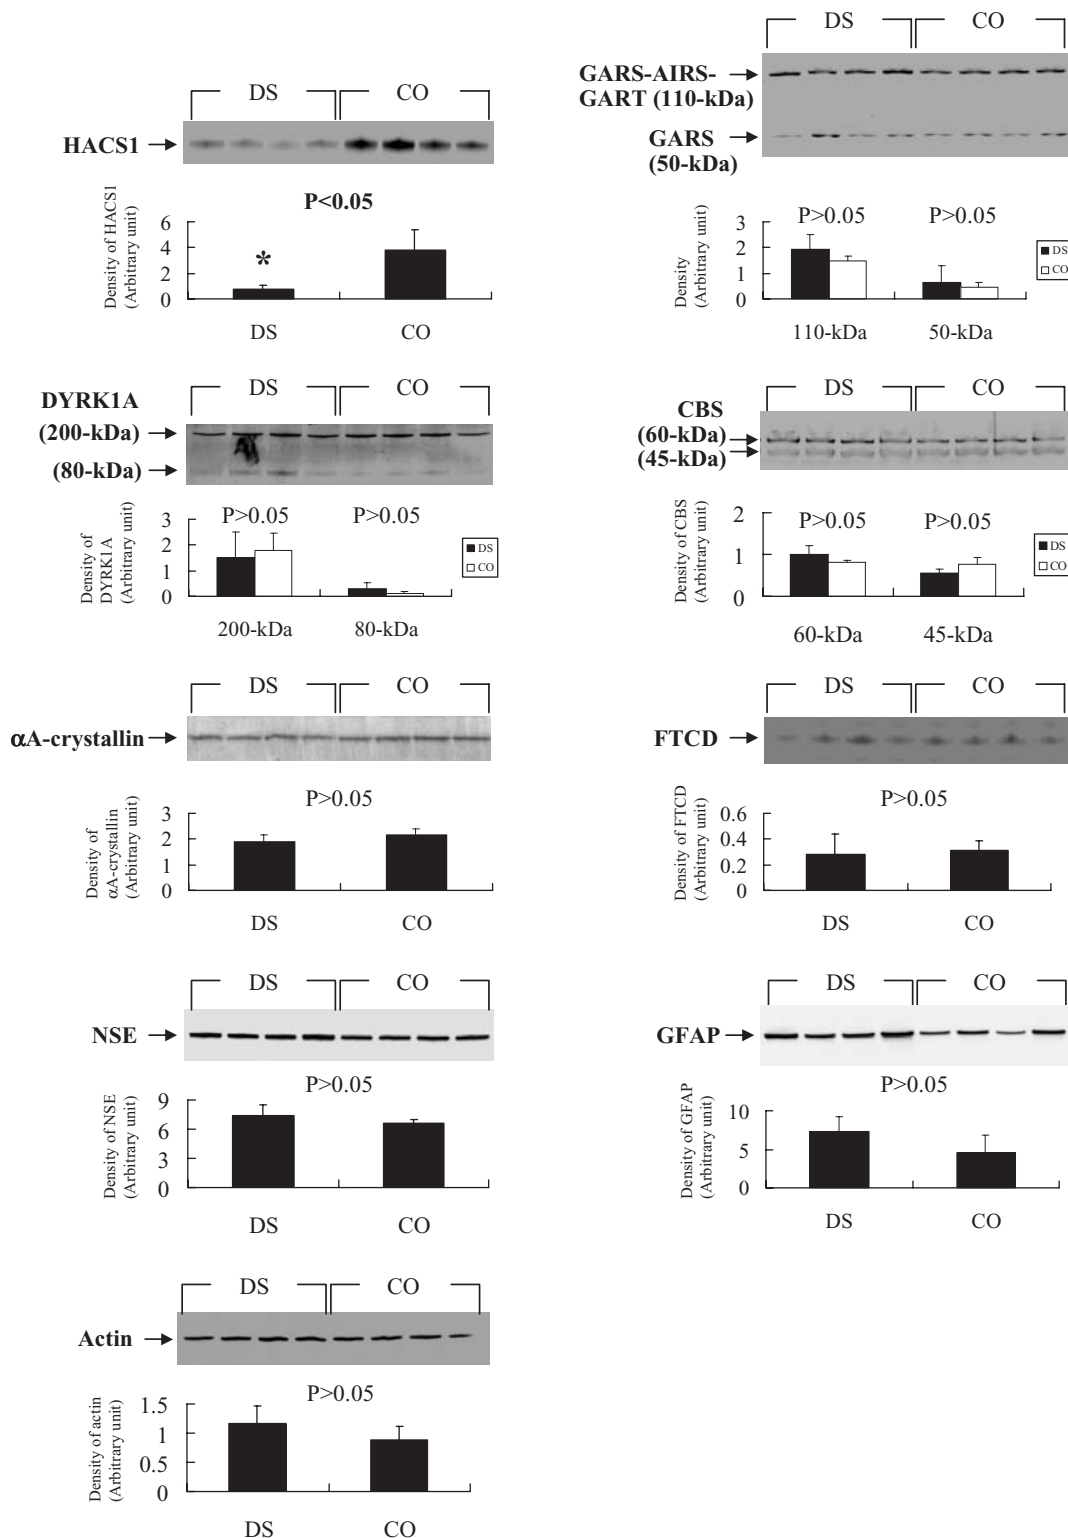 DS CO
HACS1
P<0.05
Density of HACS1
(Arbitrary unit)
6
4
2
0
*
DS CO
DS CO
GARS-AIRS-
GART (110-kDa)
GARS
(50-kDa)
P>0.05 P>0.05
Density
(Arbitrary unit)
3
2
1
0
DS
CO
110-kDa 50-kDa
DS CO
DYRK1A
(200-kDa)
(80-kDa)
P>0.05 P>0.05
Density of
DYRK1A
(Arbitrary unit)
3
2
1
0
DS
CO
200-kDa 80-kDa
DS CO
CBS
(60-kDa)
(45-kDa)
P>0.05 P>0.05
Density of CBS
(Arbitrary unit)
2
1
0
DS
CO
60-kDa 45-kDa
DS CO
αA-crystallin
P>0.05
Density of
αA-crystallin
(Arbitrary unit)
3
2
1
0
DS CO
DS CO
FTCD
P>0.05
Density of FTCD
(Arbitrary unit)
0.6
0.4
0.2
0
DS CO
DS CO
NSE
P>0.05
Density of NSE
(Arbitrary unit)
9
6
3
0
DS CO
DS CO
GFAP
P>0.05
Density of GFAP
(Arbitrary unit)
10
5
0
DS CO
DS CO
Actin
P>0.05
Density of actin
(Arbitrary unit)
1.5
1
0.5
0
DS CO